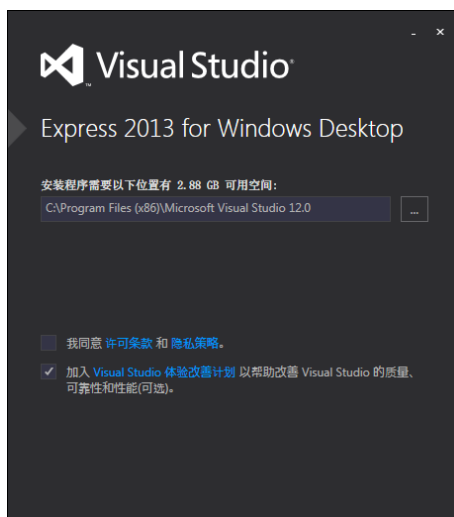 Visual Studio
Express 2013 for Windows Desktop
安装程序需要以下位置有 2.88 GB 可用空间:
C:\Program Files (x86)\Microsoft Visual Studio 12.0
...
我同意 许可条款 和 隐私策略。
加入 Visual Studio 体验改善计划 以帮助改善 Visual Studio 的质量、
可靠性和性能(可选)。